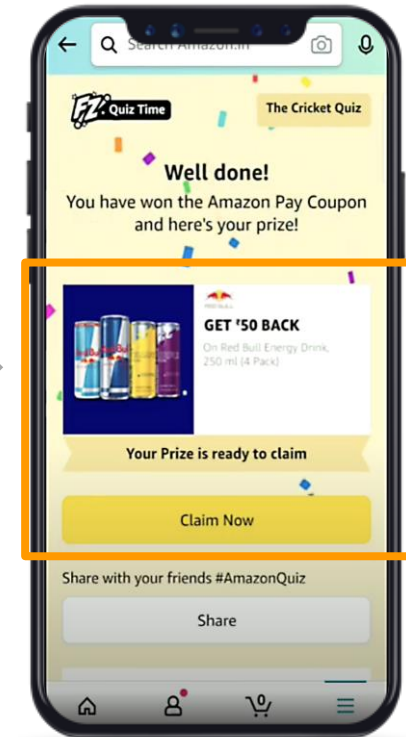 Search Amazon.in
FZ. Quiz Time
The Cricket Quiz
Well done!
You have won the Amazon Pay Coupon
and here's your prize!
RED BULL
GET ₹50 BACK
On Red Bull Energy Drink,
250 ml (4 Pack)
Your Prize is ready to claim
Claim Now
Share with your friends #AmazonQuiz
Share
0